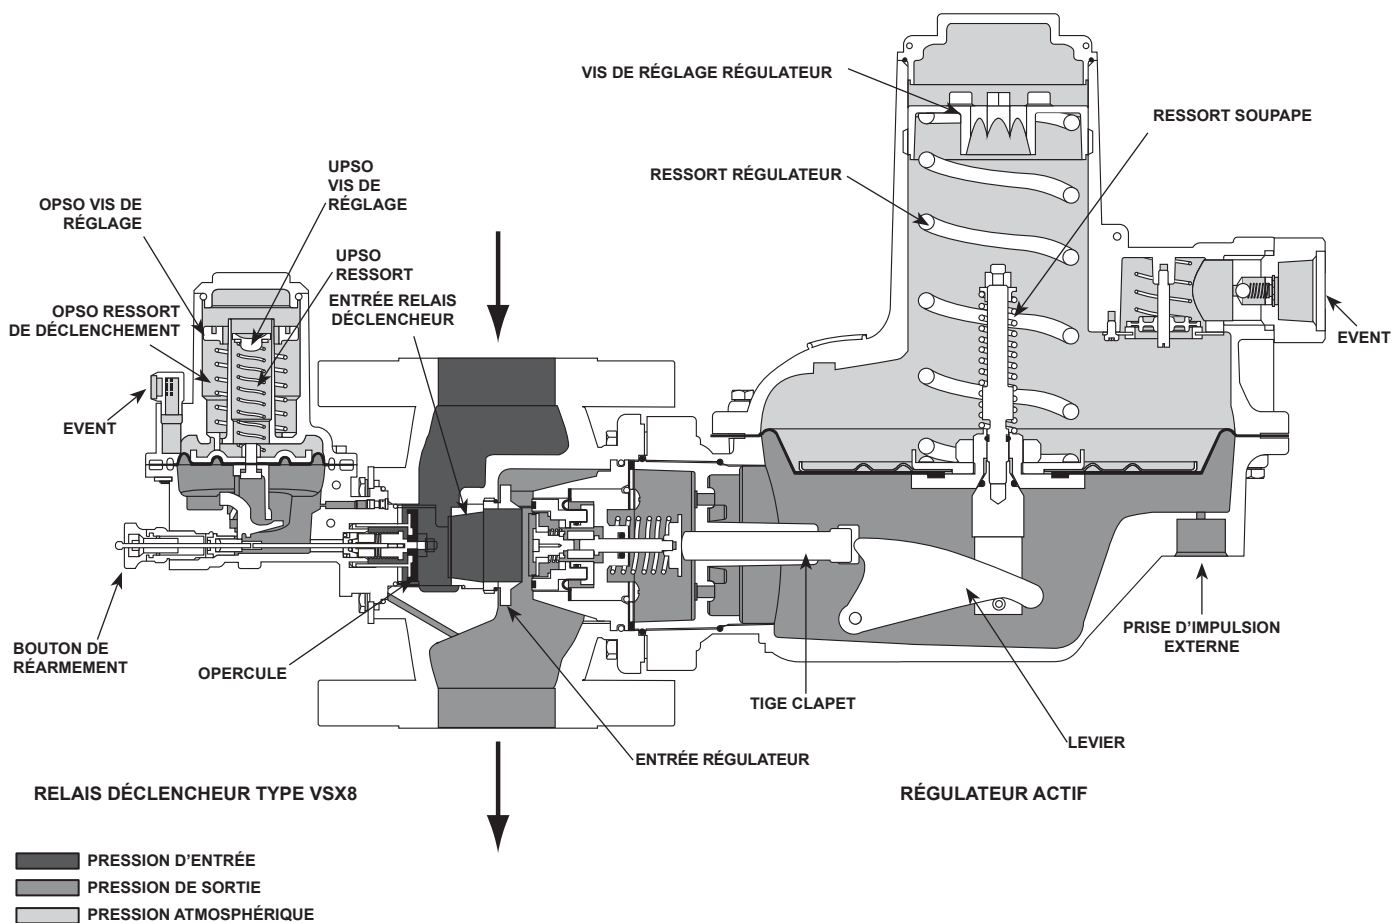 VIS DE RÉGLAGE RÉGULATEUR
RESSORT SOUPAPE
RESSORT RÉGULATEUR
UPSO
VIS DE
RÉGLAGE
OPSO VIS DE
RÉGLAGE
UPSO
RESSORT
ENTRÉE RELAIS
DÉCLENCHEUR
OPSO RESSORT
DE DÉCLENCHEMENT
EVENT
EVENT
BOUTON DE
RÉARMEMENT
OPERCULE
PRISE D'IMPULSION
EXTERNE
TIGE CLAPET
LEVIER
ENTRÉE RÉGULATEUR
RELAIS DÉCLENCHEUR TYPE VSX8
RÉGULATEUR ACTIF
PRESSION D'ENTRÉE
PRESSION DE SORTIE
PRESSION ATMOSPHÉRIQUE